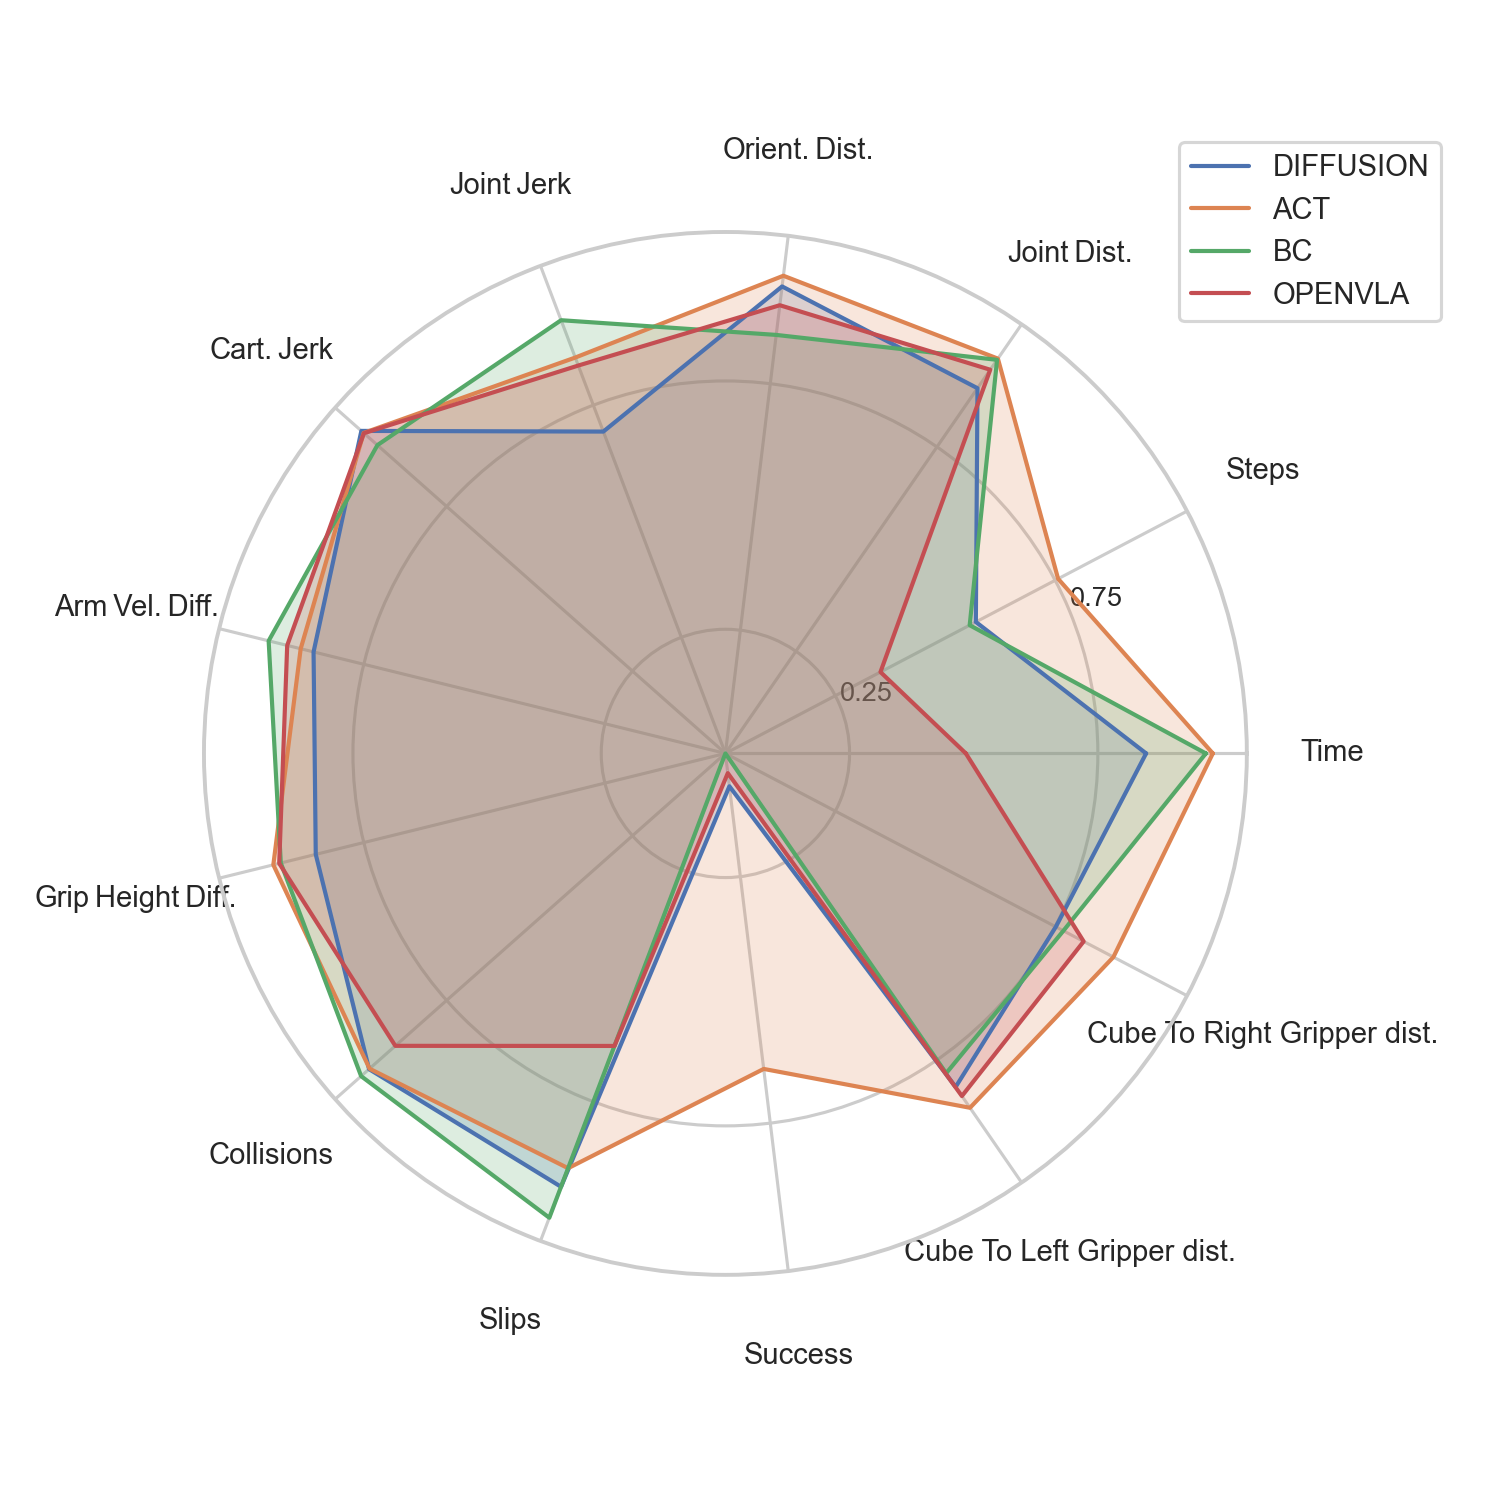 Orient. Dist.
Joint Jerk
DIFFUSION
ACT
BC
OPENVLA
Joint Dist.
Cart. Jerk
Steps
Arm Vel. Diff.
0.75
0.25
Time
Grip Height Diff.
Cube To Right Gripper dist.
Collisions
Cube To Left Gripper dist.
Slips
Success